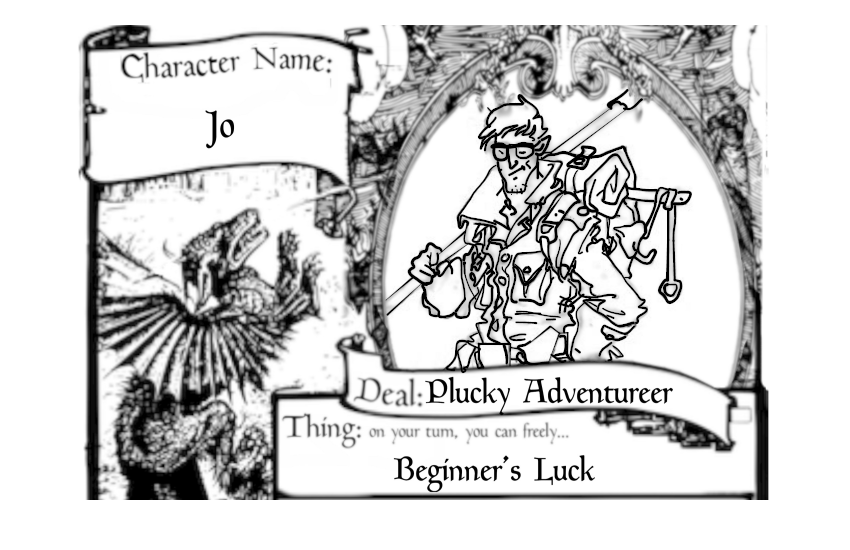 Character Name:
Jo
Deal: Plucky Adventureer
Thing: on your turn, you can freely...
Beginner's Luck